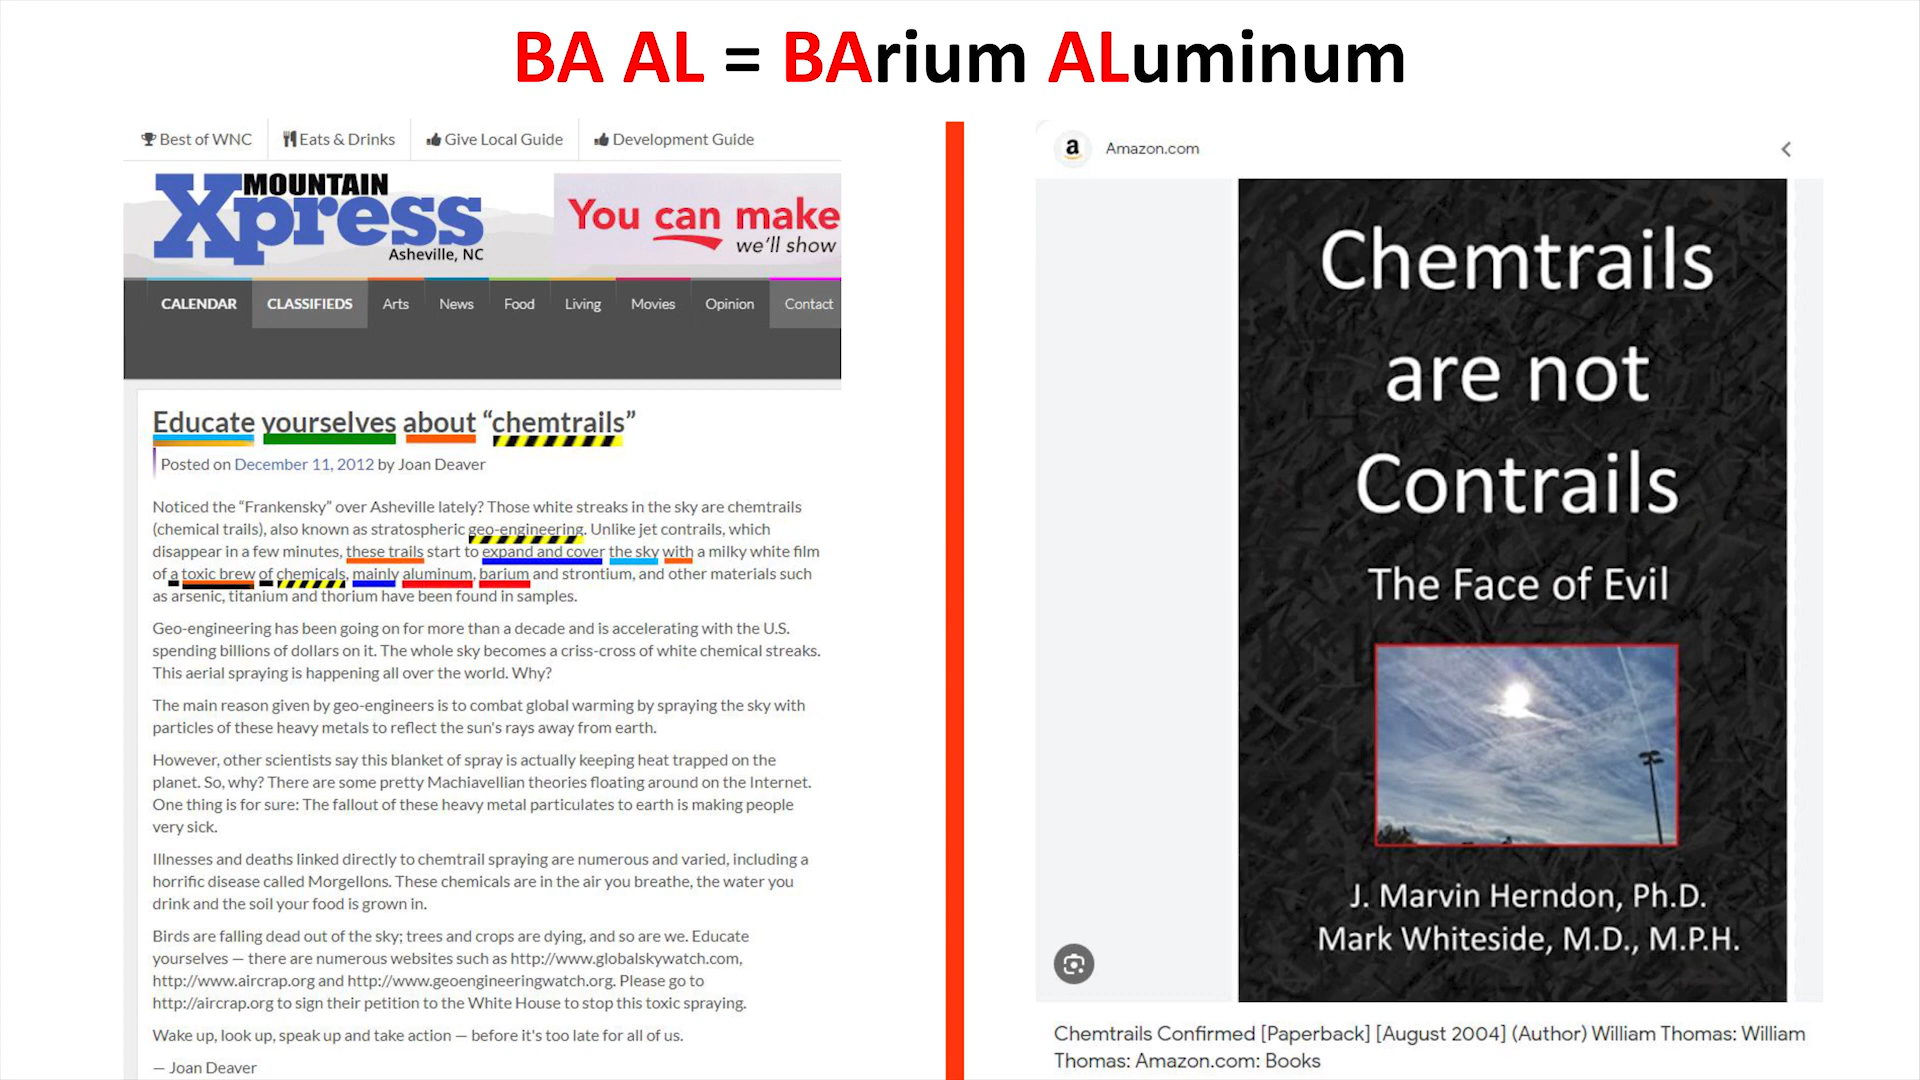 BA AL = BArium ALuminum
Best of WNC
Eats & Drinks
Give Local Guide
Development Guide
MOUNTAIN
Xpress
Asheville, NC
You can make
we'll show
CALENDAR
CLASSIFIEDS
Arts
News
Food
Living
Movies
Opinion
Contact
Educate yourselves about “chemtrails”
Posted on December 11, 2012 by Joan Deaver
Noticed the “Frankensky” over Asheville lately? Those white streaks in the sky are chemtrails
(chemical trails), also known as stratospheric geo-engineering. Unlike jet contrails, which
disappear in a few minutes, these trails start to expand and cover the sky with a milky white film
of a toxic brew of chemicals, mainly aluminum, barium and strontium, and other materials such
as arsenic, titanium and thorium have been found in samples.
Geo-engineering has been going on for more than a decade and is accelerating with the U.S.
spending billions of dollars on it. The whole sky becomes a criss-cross of white chemical streaks.
This aerial spraying is happening all over the world. Why?
The main reason given by geo-engineers is to combat global warming by spraying the sky with
particles of these heavy metals to reflect the sun's rays away from earth.
However, other scientists say this blanket of spray is actually keeping heat trapped on the
planet. So, why? There are some pretty Machiavellian theories floating around on the Internet.
One thing is for sure: The fallout of these heavy metal particulates to earth is making people
very sick.
Illnesses and deaths linked directly to chemtrail spraying are numerous and varied, including a
horrific disease called Morgellons. These chemicals are in the air you breathe, the water you
drink and the soil your food is grown in.
Birds are falling dead out of the sky; trees and crops are dying, and so are we. Educate
yourselves — there are numerous websites such as http://www.globalskywatch.com,
http://www.aircrap.org and http://www.geoengineeringwatch.org. Please go to
http://aircrap.org to sign their petition to the White House to stop this toxic spraying.
Wake up, look up, speak up and take action — before it's too late for all of us.
— Joan Deaver
a
Amazon.com
Chemtrails
are not
Contrails
The Face of Evil
J. Marvin Herndon, Ph.D.
Mark Whiteside, M.D., M.P.H.
Chemtrails Confirmed [Paperback] [August 2004] (Author) William Thomas: William
Thomas: Amazon.com: Books